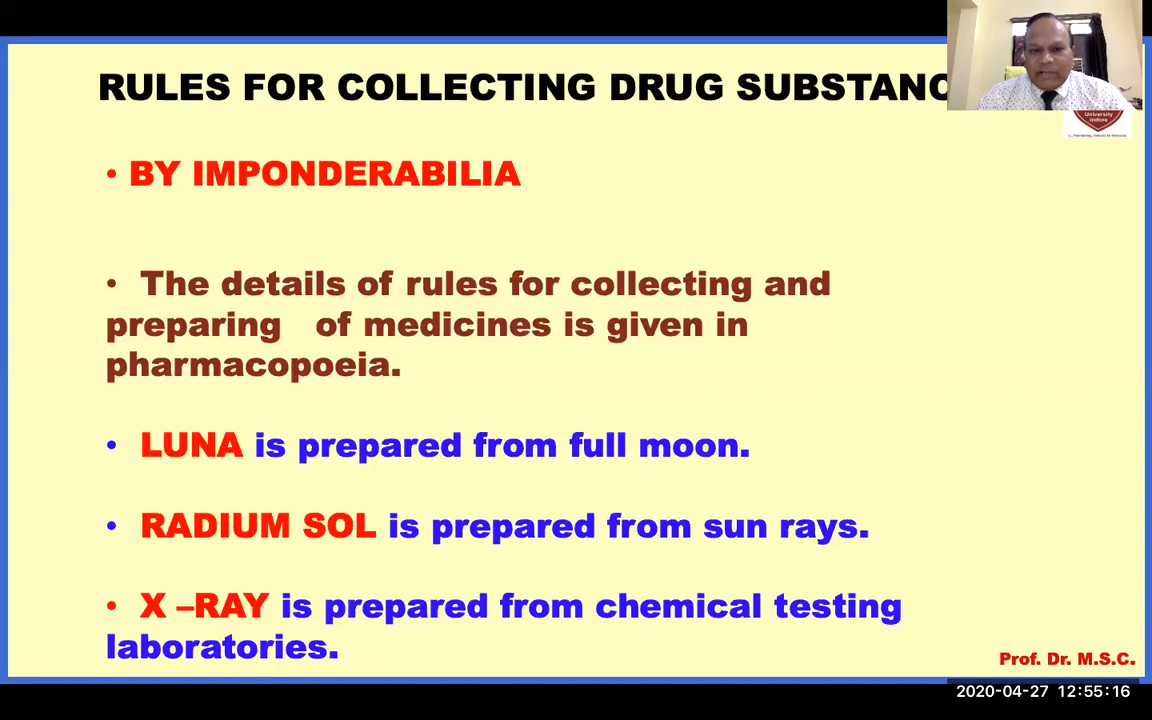 RULES FOR COLLECTING DRUG SUBSTANC
• BY IMPONDERABILIA
• The details of rules for collecting and
preparing of medicines is given in
pharmacopoeia.
• LUNA is prepared from full moon.
• RADIUM SOL is prepared from sun rays.
• X –RAY is prepared from chemical testing
laboratories.
University
Indore
Prof. Dr. M.S.C.
2020-04-27 12:55:16